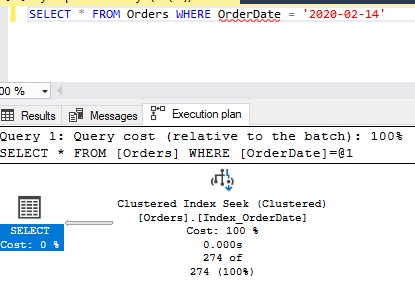 SELECT * FROM Orders WHERE OrderDate = '2020-02-14'
00 %
Results Messages Execution plan
Query 1: Query cost (relative to the batch): 100%
SELECT * FROM [Orders] WHERE [OrderDate]=@1
Clustered Index Seek (Clustered)
[Orders].[Index_OrderDate]
Cost: 100 %
0.000s
274 of
274 (100%)
SELECT
Cost: 0 %